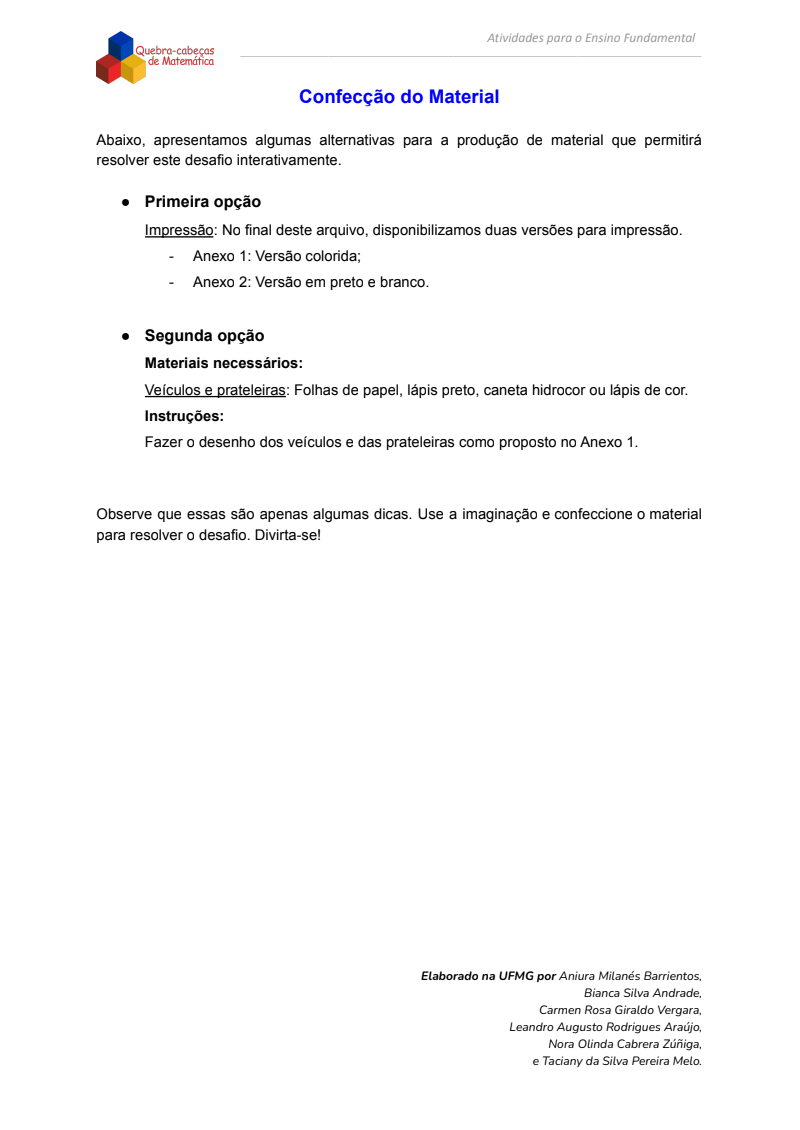 Quebra-cabeças
de Matemática
Atividades para o Ensino Fundamental
Confecção do Material
Abaixo, apresentamos algumas alternativas para a produção de material que permitirá
resolver este desafio interativamente.
● Primeira opção
Impressão: No final deste arquivo, disponibilizamos duas versões para impressão.
- Anexo 1: Versão colorida;
- Anexo 2: Versão em preto e branco.
● Segunda opção
Materiais necessários:
Veículos e prateleiras: Folhas de papel, lápis preto, caneta hidrocor ou lápis de cor.
Instruções:
Fazer o desenho dos veículos e das prateleiras como proposto no Anexo 1.
Observe que essas são apenas algumas dicas. Use a imaginação e confeccione o material
para resolver o desafio. Divirta-se!
Elaborado na UFMG por Aniura Milanés Barrientos,
Bianca Silva Andrade,
Carmen Rosa Giraldo Vergara,
Leandro Augusto Rodrigues Araújo,
Nora Olinda Cabrera Zúñiga,
e Taciany da Silva Pereira Melo.